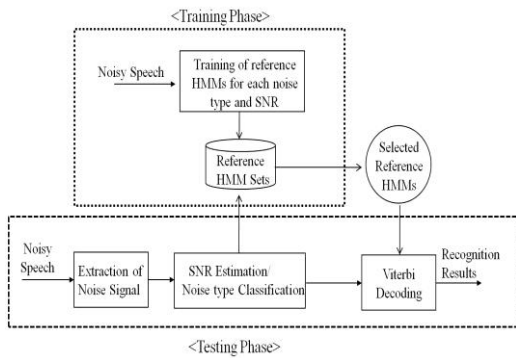 <Training Phase>
Noisy Speech
Training of reference
HMMs for each noise
type and SNR
Reference
HMM Sets
Selected
Reference
HMMs
Noisy
Speech
Extraction of
Noise Signal
SNR Estimation/
Noise type Classification
Viterbi
Decoding
Recognition
Results
<Testing Phase>